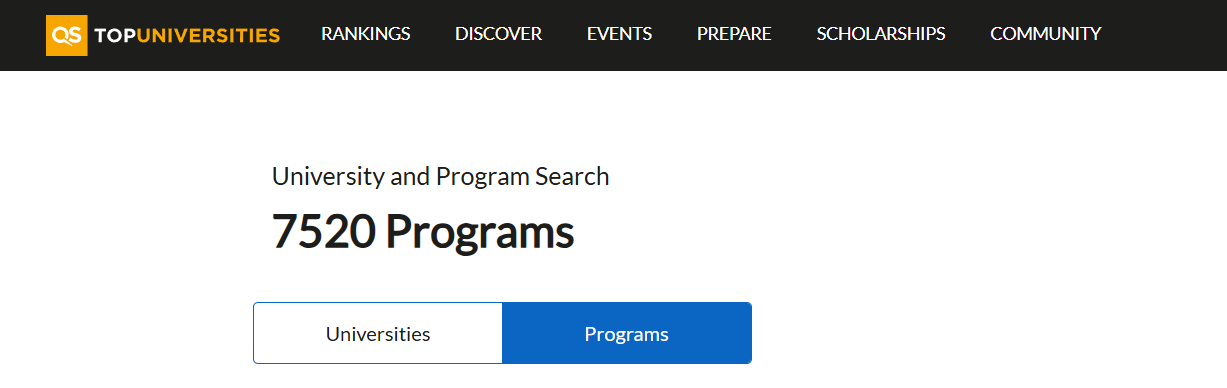 QS TOPUNIVERSITIES RANKINGS DISCOVER EVENTS PREPARE SCHOLARSHIPS COMMUNITY
University and Program Search
7520 Programs
Universities Programs